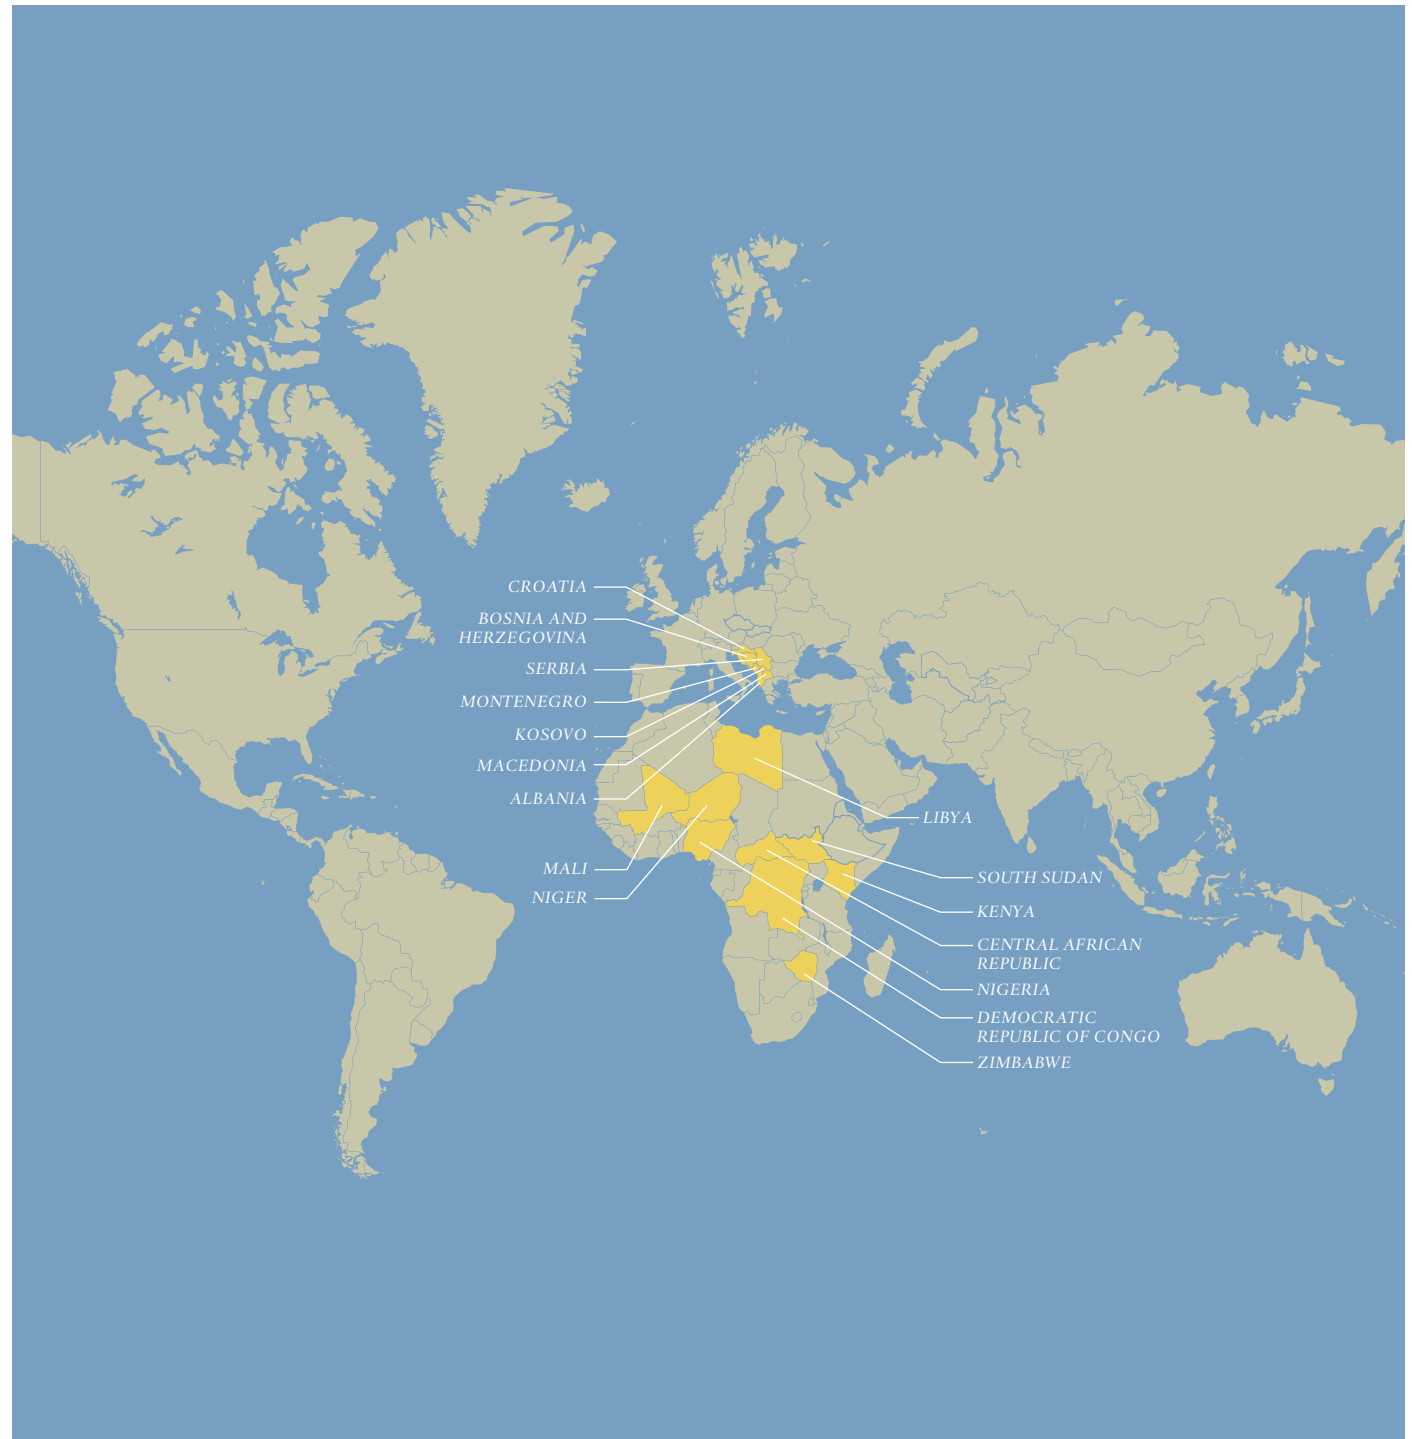 CROATIA
BOSNIA AND
HERZEGOVINA
SERBIA
MONTENEGRO
KOSOVO
MACEDONIA
ALBANIA
MALI
NIGER
LIBYA
SOUTH SUDAN
KENYA
CENTRAL AFRICAN
REPUBLIC
NIGERIA
DEMOCRATIC
REPUBLIC OF CONGO
ZIMBABWE